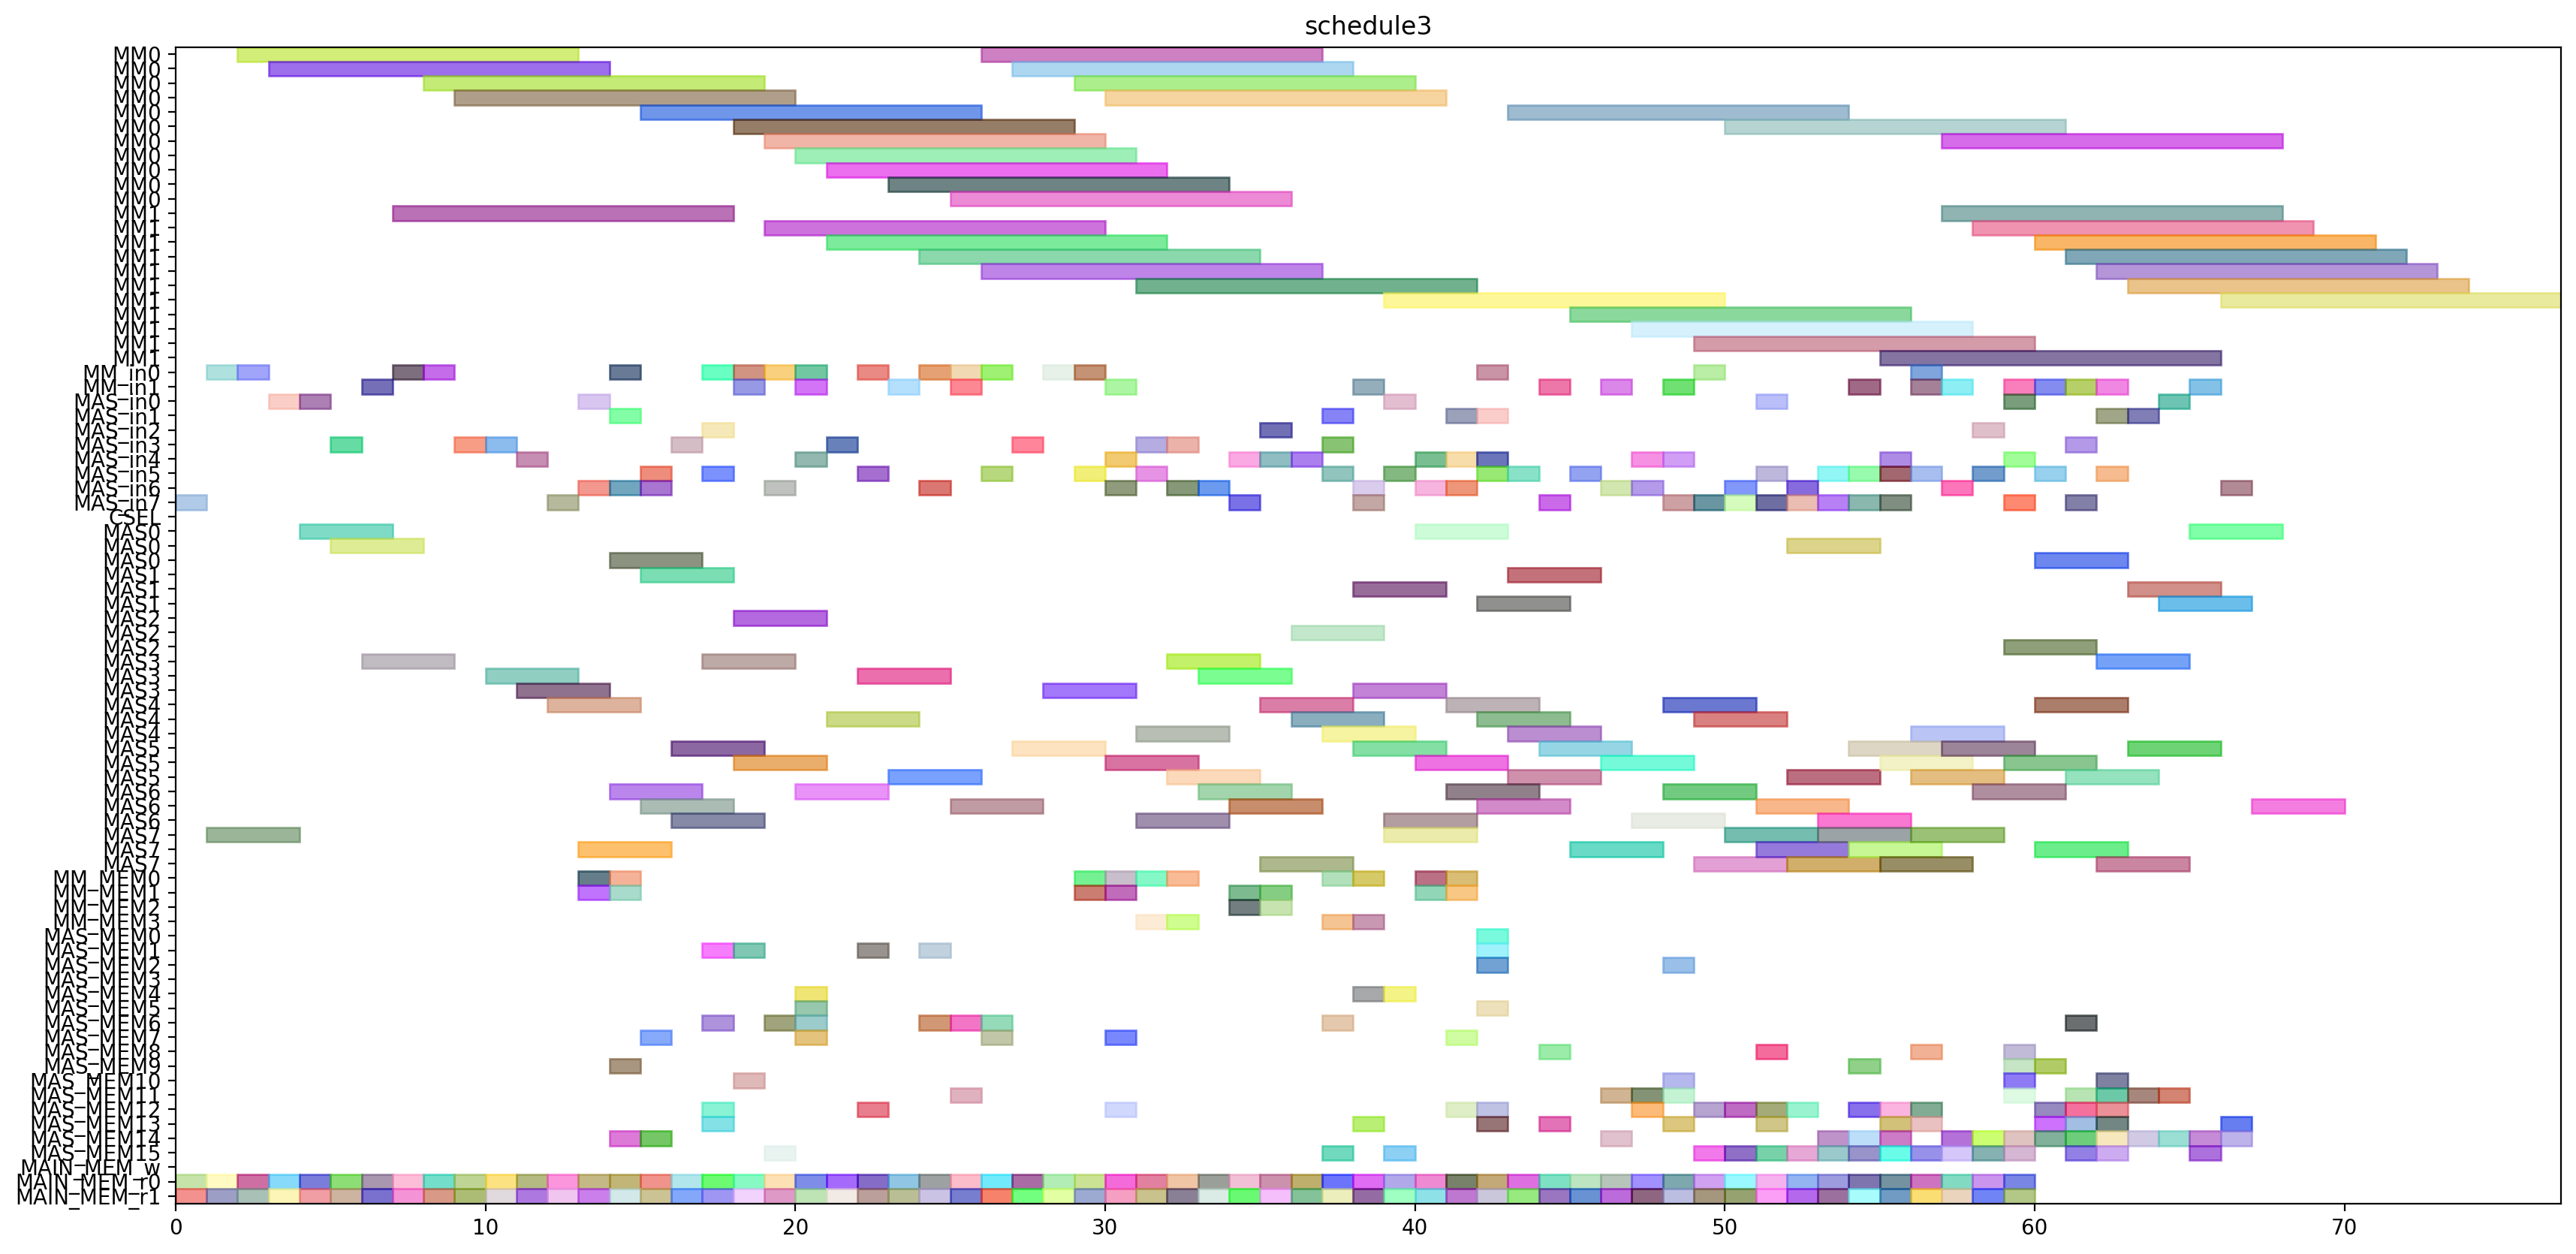 schedule3
MM0
MM0
MM0
MM0
MM0
MM0
MM0
MM0
MM0
MM0
MM0
MM1
MM1
MM1
MM1
MM1
MM1
MM1
MM1
MM1
MM1
MM1
MM_in0
MM_in1
MAS_in0
MAS_in1
MAS_in2
MAS_in3
MAS_in4
MAS_in5
MAS_in6
MAS_in7
CSEL
MAS0
MAS0
MAS0
MAS1
MAS1
MAS1
MAS2
MAS2
MAS2
MAS3
MAS3
MAS3
MAS4
MAS4
MAS4
MAS5
MAS5
MAS5
MAS6
MAS6
MAS6
MAS7
MAS7
MAS7
MM_MEM0
MM_MEM1
MM_MEM2
MM_MEM3
MAS_MEM0
MAS_MEM1
MAS_MEM2
MAS_MEM3
MAS_MEM4
MAS_MEM5
MAS_MEM6
MAS_MEM7
MAS_MEM8
MAS_MEM9
MAS_MEM10
MAS_MEM11
MAS_MEM12
MAS_MEM13
MAS_MEM14
MAS_MEM15
MAIN_MEM_w
MAIN_MEM_r0
MAIN_MEM_r1
0 10 20 30 40 50 60 70